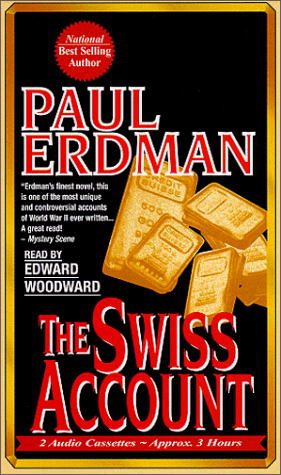 National
Best Selling
Author
PAUL
ERDMAN
"Erdman's finest novel, this
is one of the most unique
and controversial accounts
of World War II ever written...
A great read!
– Mystery Scene
READ BY
EDWARD
WOODWARD
THE SWISS
ACCOUNT
2 Audio Cassettes ~ Approx. 3 Hours